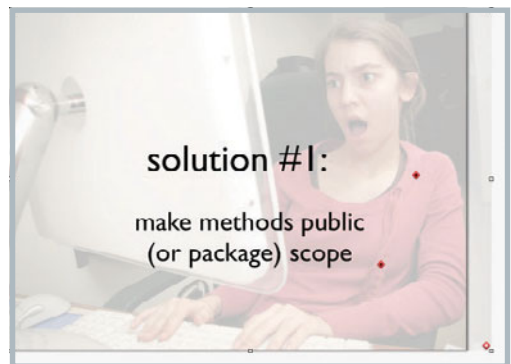 solution #1:
make methods public
(or package) scope